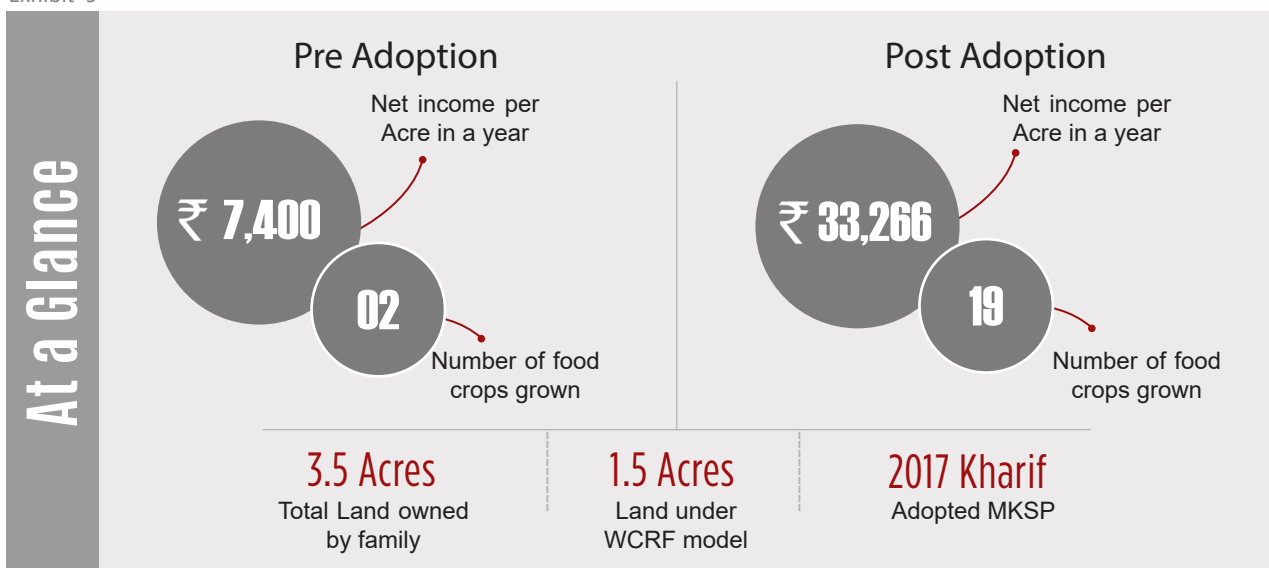 At a Glance
Pre Adoption
Net income per
Acre in a year
₹ 7,400
02
Number of food
crops grown
Post Adoption
Net income per
Acre in a year
₹ 33,266
19
Number of food
crops grown
3.5 Acres
Total Land owned
by family
1.5 Acres
Land under
WCRF model
2017 Kharif
Adopted MKSP